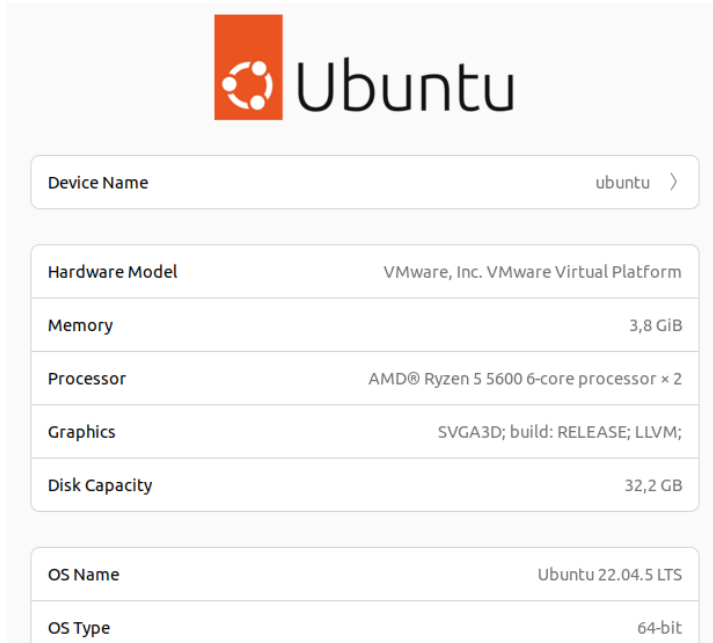 Ubuntu
Device Name ubuntu
Hardware Model VMware, Inc. VMware Virtual Platform
Memory 3,8 GiB
Processor AMD® Ryzen 5 5600 6-core processor × 2
Graphics SVGA3D; build: RELEASE; LLVM;
Disk Capacity 32,2 GB
OS Name Ubuntu 22.04.5 LTS
OS Type 64-bit